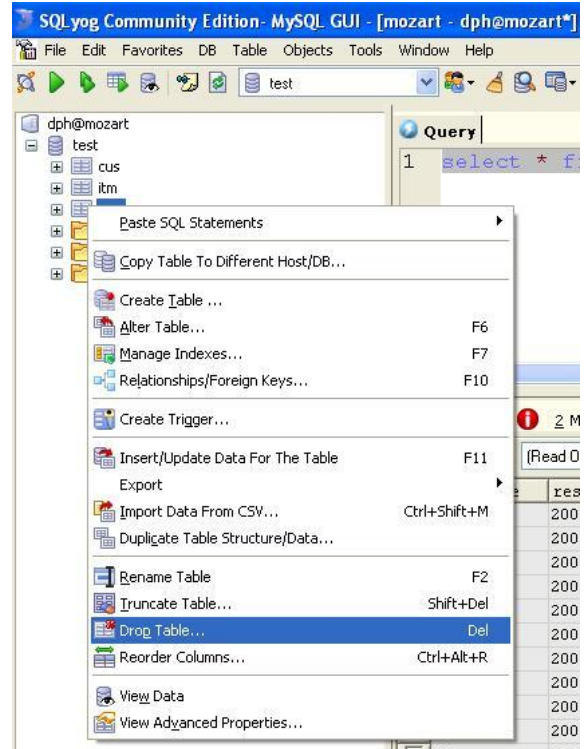 SQLyog Community Edition- MySQL GUI - [mozart - dph@mozart*]
File Edit Favorites DB Table Objects Tools Window Help
test
dph@mozart
test
cus
itm
Query
1 select * f
Paste SQL Statements
Copy Table To Different Host/DB...
Create Table ...
Alter Table... F6
Manage Indexes... F7
Relationships/Foreign Keys... F10
Create Trigger...
Insert/Update Data For The Table F11
Export
Import Data From CSV... Ctrl+Shift+M
Duplicate Table Structure/Data...
Rename Table F2
Truncate Table... Shift+Del
Drop Table... Del
Reorder Columns... Ctrl+Alt+R
View Data
View Advanced Properties...
2 M
(Read O
res
200
200
200
200
200
200
200
200
200
200